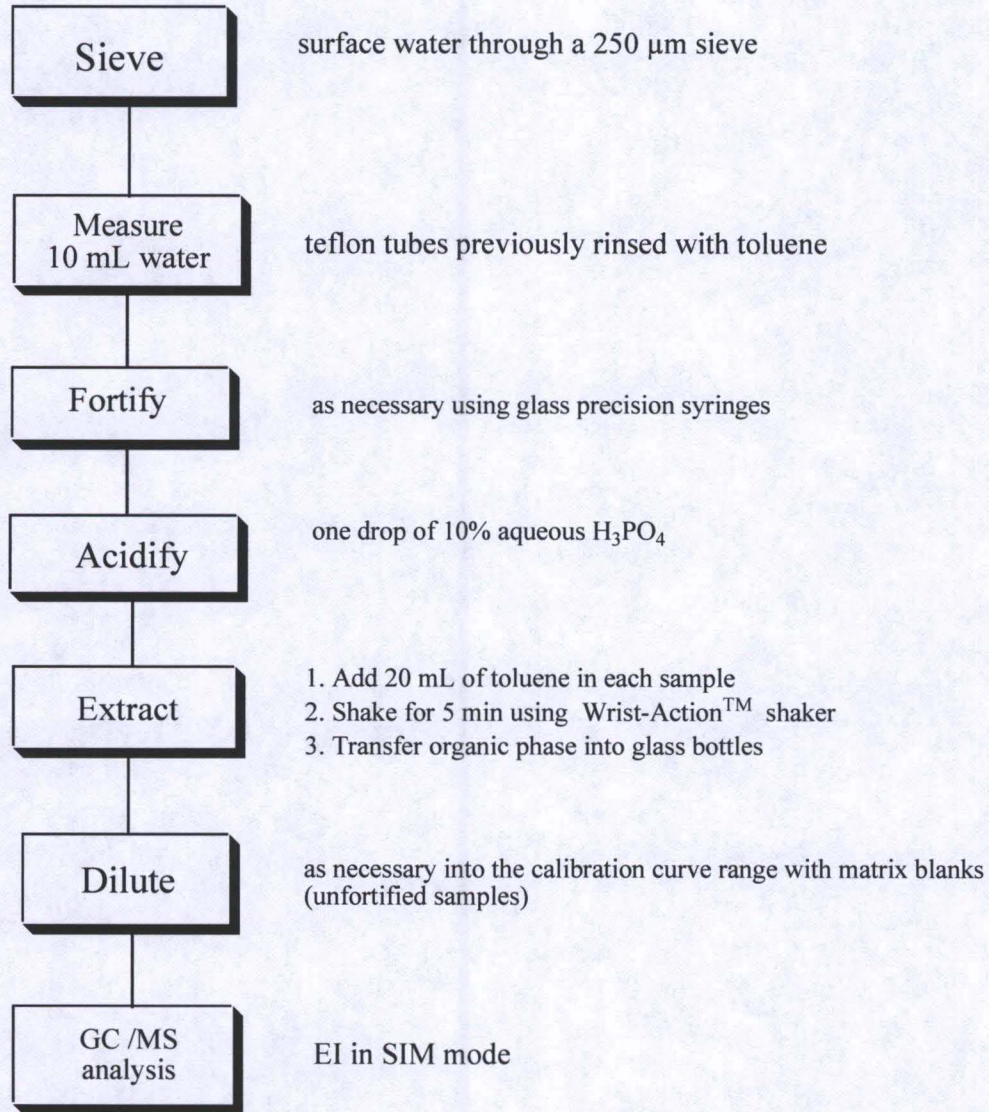 Sieve
surface water through a 250 µm sieve
Measure
10 mL water
teflon tubes previously rinsed with toluene
Fortify
as necessary using glass precision syringes
Acidify
one drop of 10% aqueous H₃PO₄
Extract
1. Add 20 mL of toluene in each sample
2. Shake for 5 min using Wrist-Action™ shaker
3. Transfer organic phase into glass bottles
Dilute
as necessary into the calibration curve range with matrix blanks
(unfortified samples)
GC /MS
analysis
EI in SIM mode